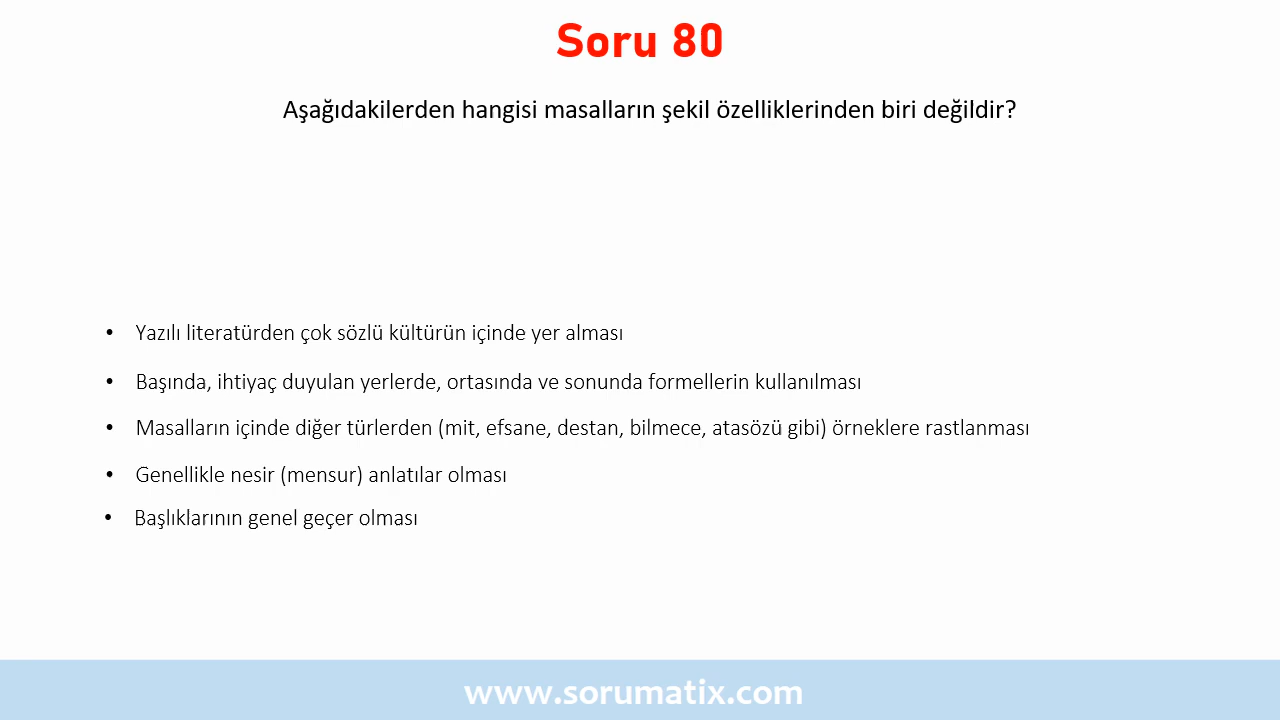 Soru 80
Aşağıdakilerden hangisi masalların şekil özelliklerinden biri değildir?
• Yazılı literatürden çok sözlü kültürün içinde yer alması
• Başında, ihtiyaç duyulan yerlerde, ortasında ve sonunda formellerin kullanılması
• Masalların içinde diğer türlerden (mit, efsane, destan, bilmece, atasözü gibi) örneklere rastlanması
• Genellikle nesir (mensur) anlatılar olması
• Başlıklarının genel geçer olması
www.sorumatix.com